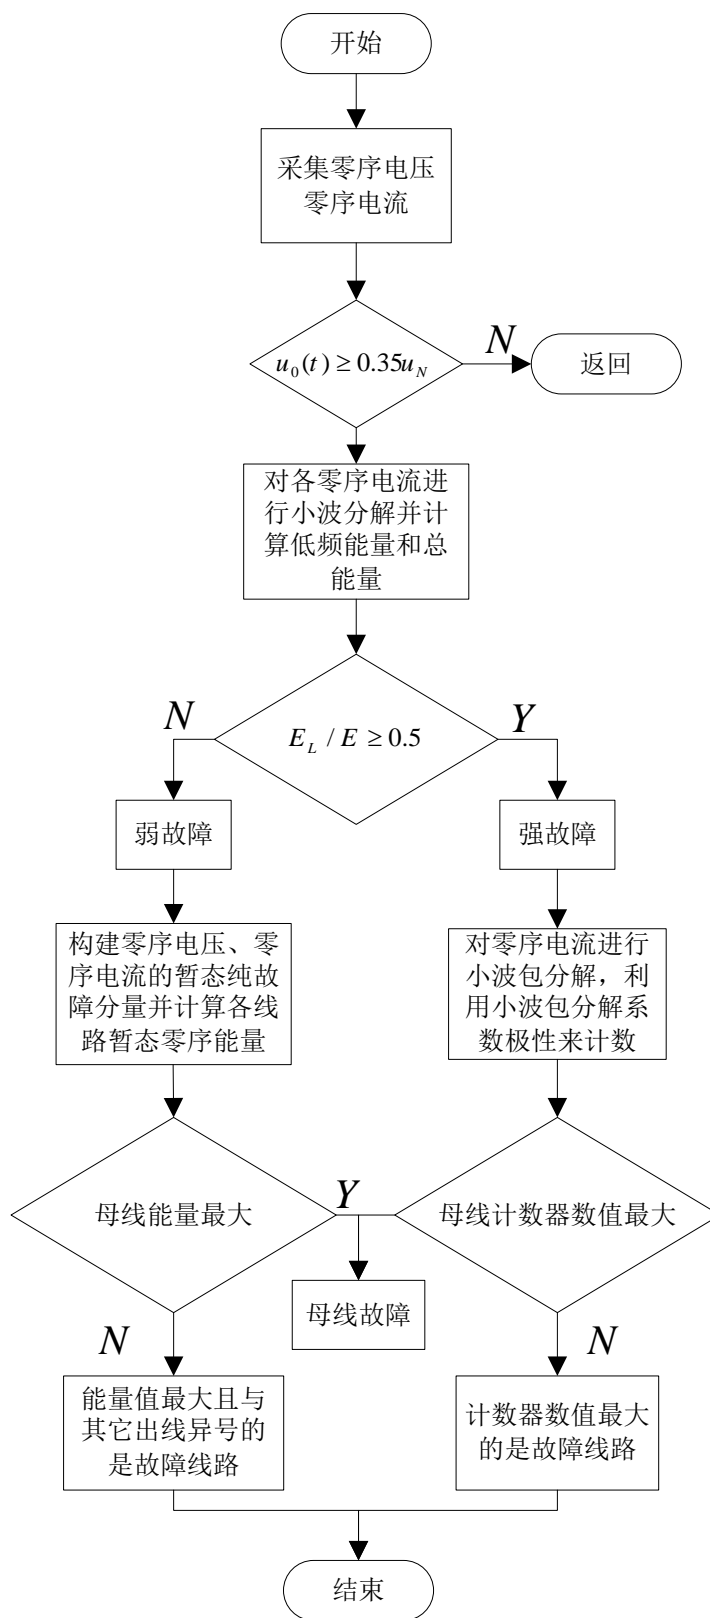 开始
采集零序电压
零序电流
u_0(t) ≥ 0.35u_N
N
返回
对各零序电流进
行小波分解并计
算低频能量和总
能量
N
E_L / E ≥ 0.5
Y
弱故障
强故障
构建零序电压、零
序电流的暂态纯故
障分量并计算各线
路暂态零序能量
对零序电流进行
小波包分解，利
用小波包分解系
数极性来计数
母线能量最大
Y
母线计数器数值最大
母线故障
N
N
能量值最大且与
其它出线异号的
是故障线路
计数器数值最大
的是故障线路
结束